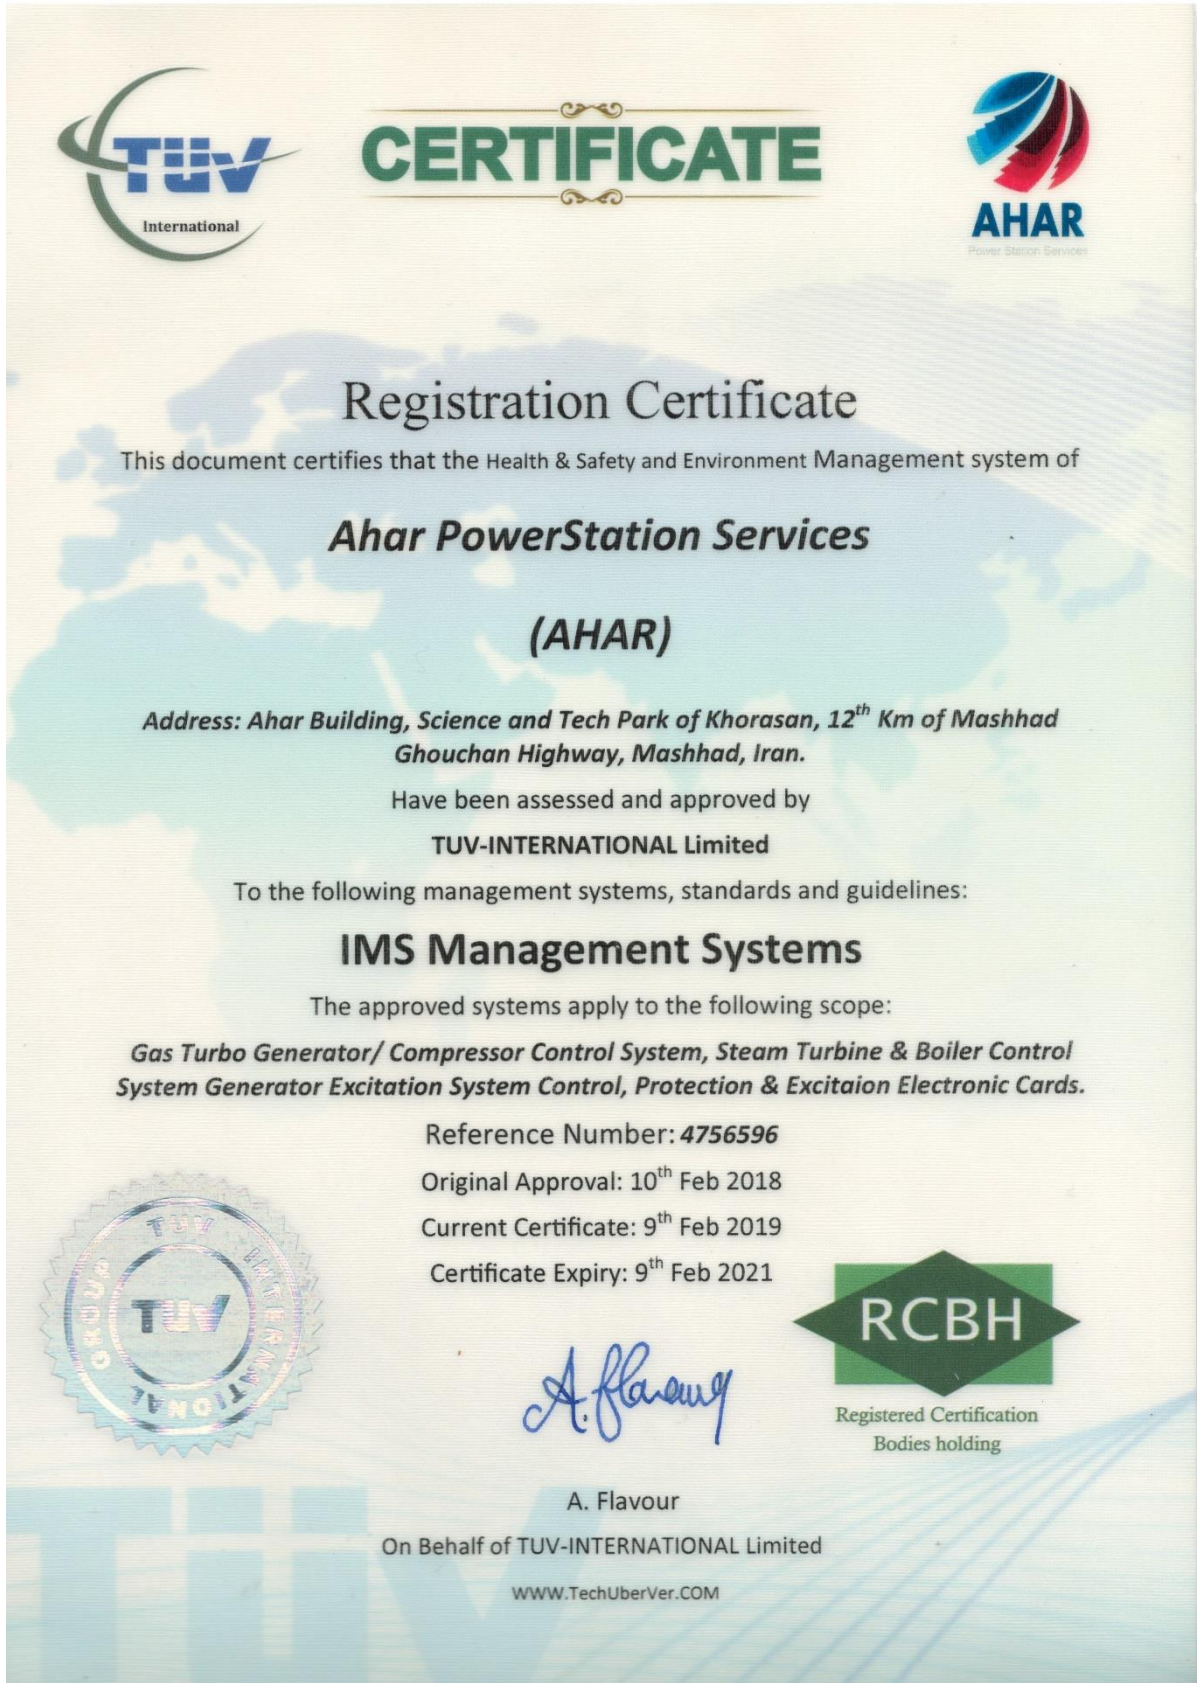 TÜV
International
CERTIFICATE
AHAR
Power Station Services
Registration Certificate
This document certifies that the Health & Safety and Environment Management system of
Ahar PowerStation Services
(AHAR)
Address: Ahar Building, Science and Tech Park of Khorasan, 12th Km of Mashhad
Ghouchan Highway, Mashhad, Iran.
Have been assessed and approved by
TUV-INTERNATIONAL Limited
To the following management systems, standards and guidelines:
IMS Management Systems
The approved systems apply to the following scope:
Gas Turbo Generator/ Compressor Control System, Steam Turbine & Boiler Control
System Generator Excitation System Control, Protection & Excitaion Electronic Cards.
Reference Number: 4756596
Original Approval: 10th Feb 2018
Current Certificate: 9th Feb 2019
Certificate Expiry: 9th Feb 2021
TUV INTERNATIONAL GROUP
TUV
RCBH
Registered Certification
Bodies holding
A. Flavour
A. Flavour
On Behalf of TUV-INTERNATIONAL Limited
WWW.TechUberVer.COM
TÜV